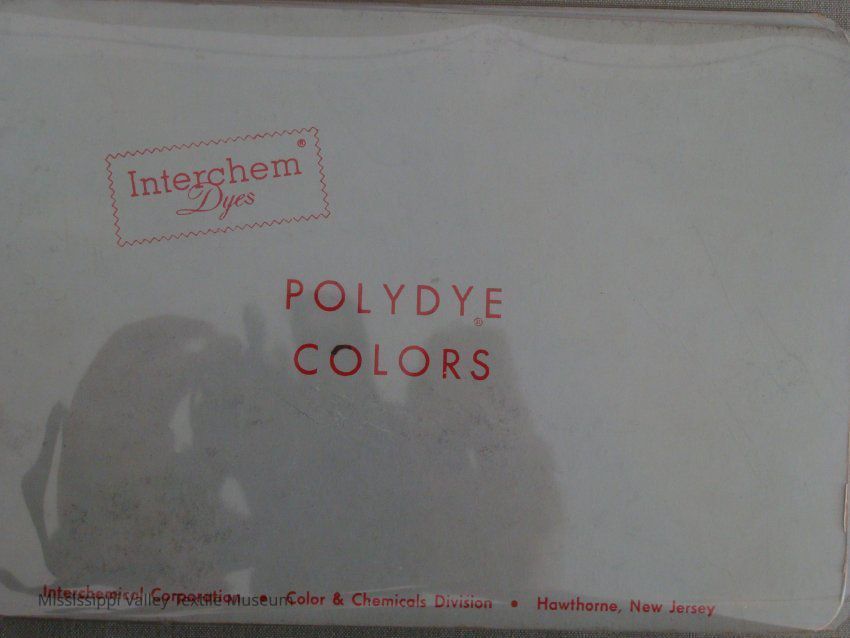 Interchem®
Dyes
POLYDYE®
COLORS
Interchemical Corporation • Color & Chemicals Division • Hawthorne, New Jersey
Mississippi Valley Textile Museum